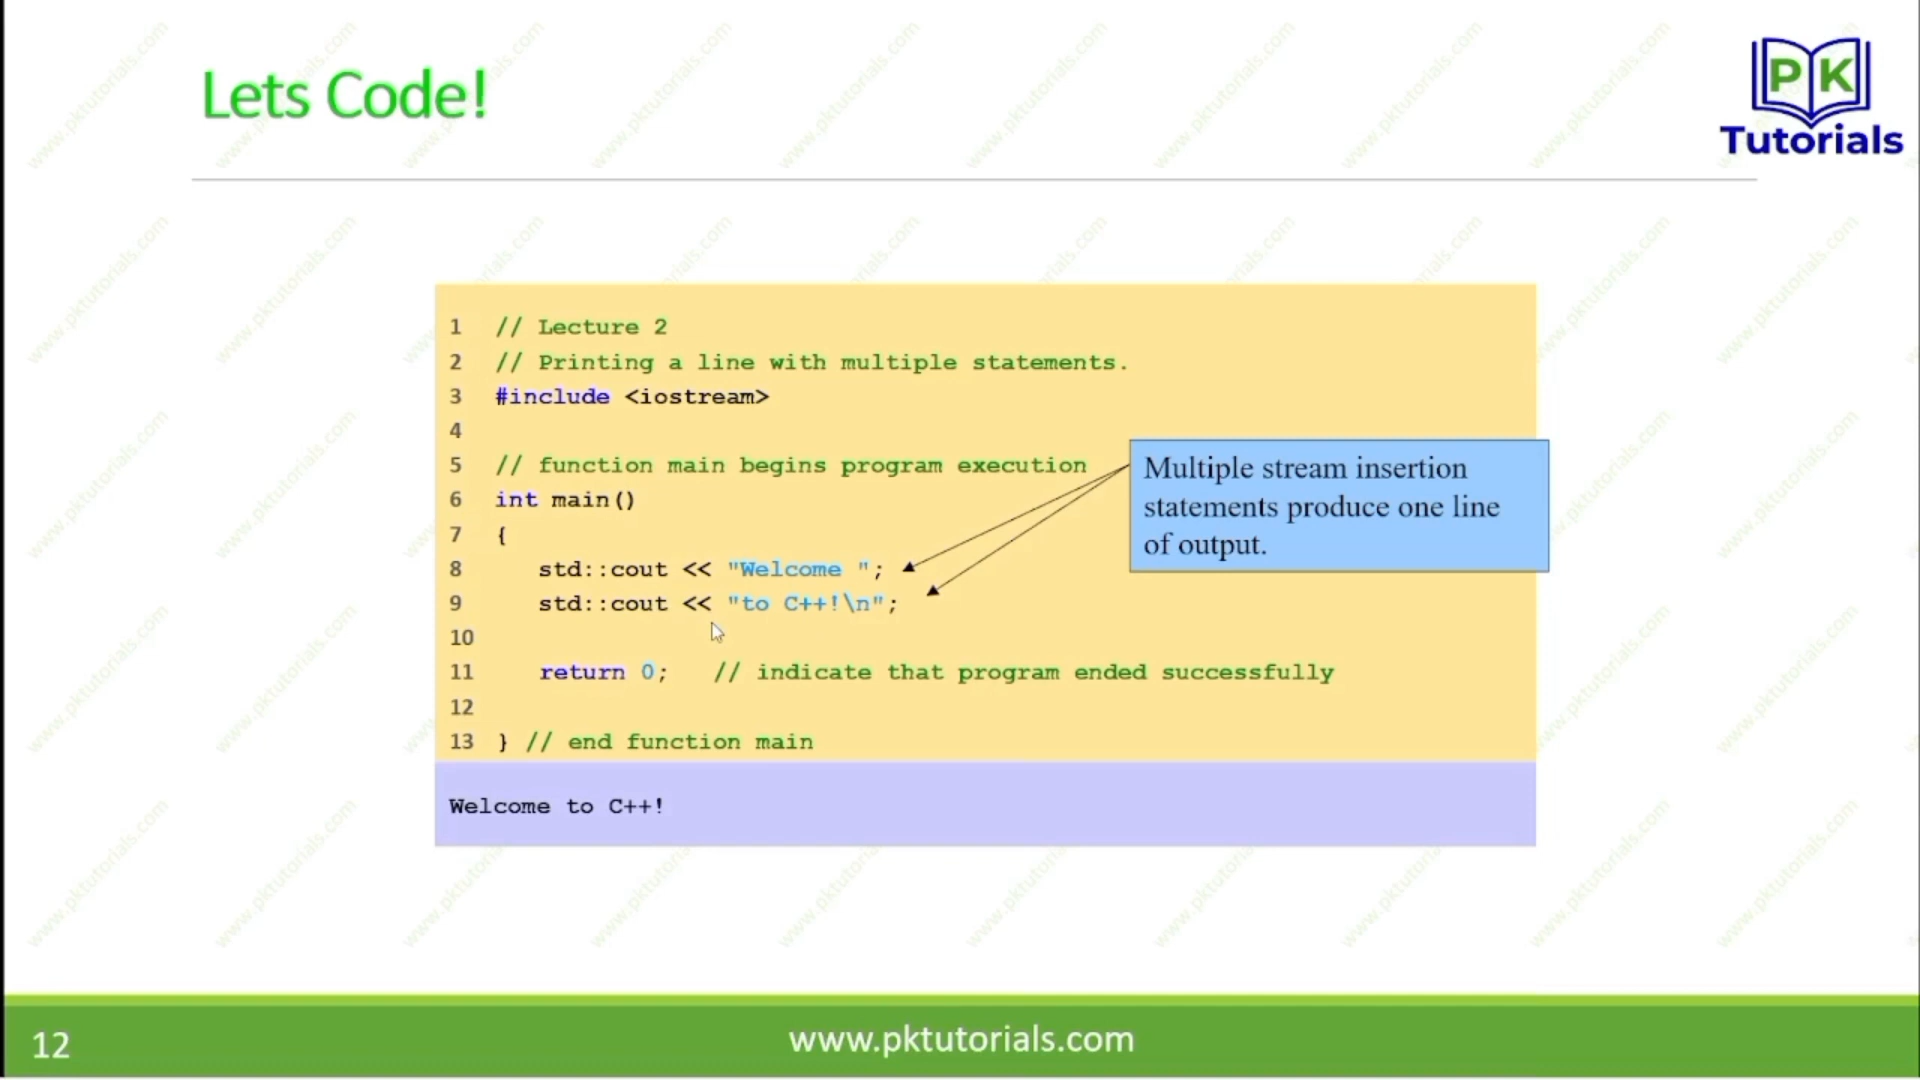 Lets Code!
PK
Tutorials
1 // Lecture 2
2 // Printing a line with multiple statements.
3 #include <iostream>
4
5 // function main begins program execution
6 int main()
7 {
8 std::cout << "Welcome ";
9 std::cout << "to C++!\n";
10
11 return 0; // indicate that program ended successfully
12
13 } // end function main
Multiple stream insertion
statements produce one line
of output.
Welcome to C++!
12
www.pktutorials.com